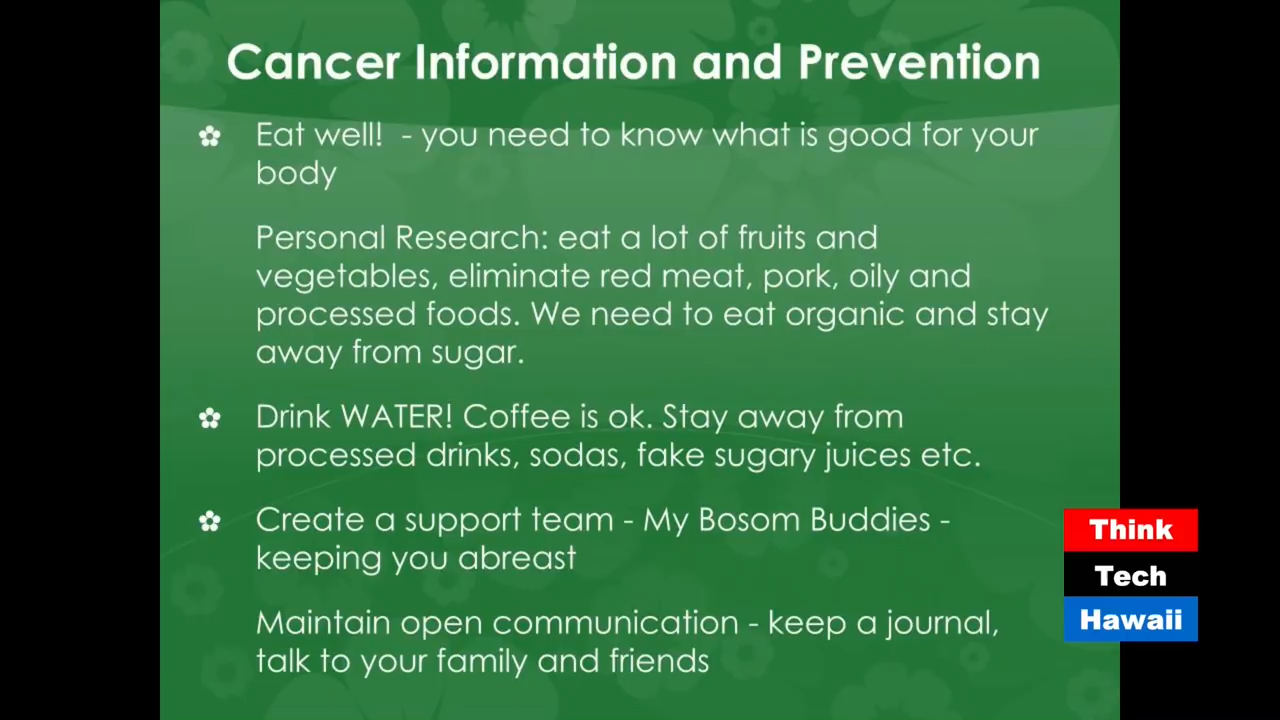 Cancer Information and Prevention
Eat well!  - you need to know what is good for your
body
Personal Research: eat a lot of fruits and
vegetables, eliminate red meat, pork, oily and
processed foods. We need to eat organic and stay
away from sugar.
Drink WATER! Coffee is ok. Stay away from
processed drinks, sodas, fake sugary juices etc.
Create a support team - My Bosom Buddies -
keeping you abreast
Maintain open communication - keep a journal,
talk to your family and friends
Think
Tech
Hawaii